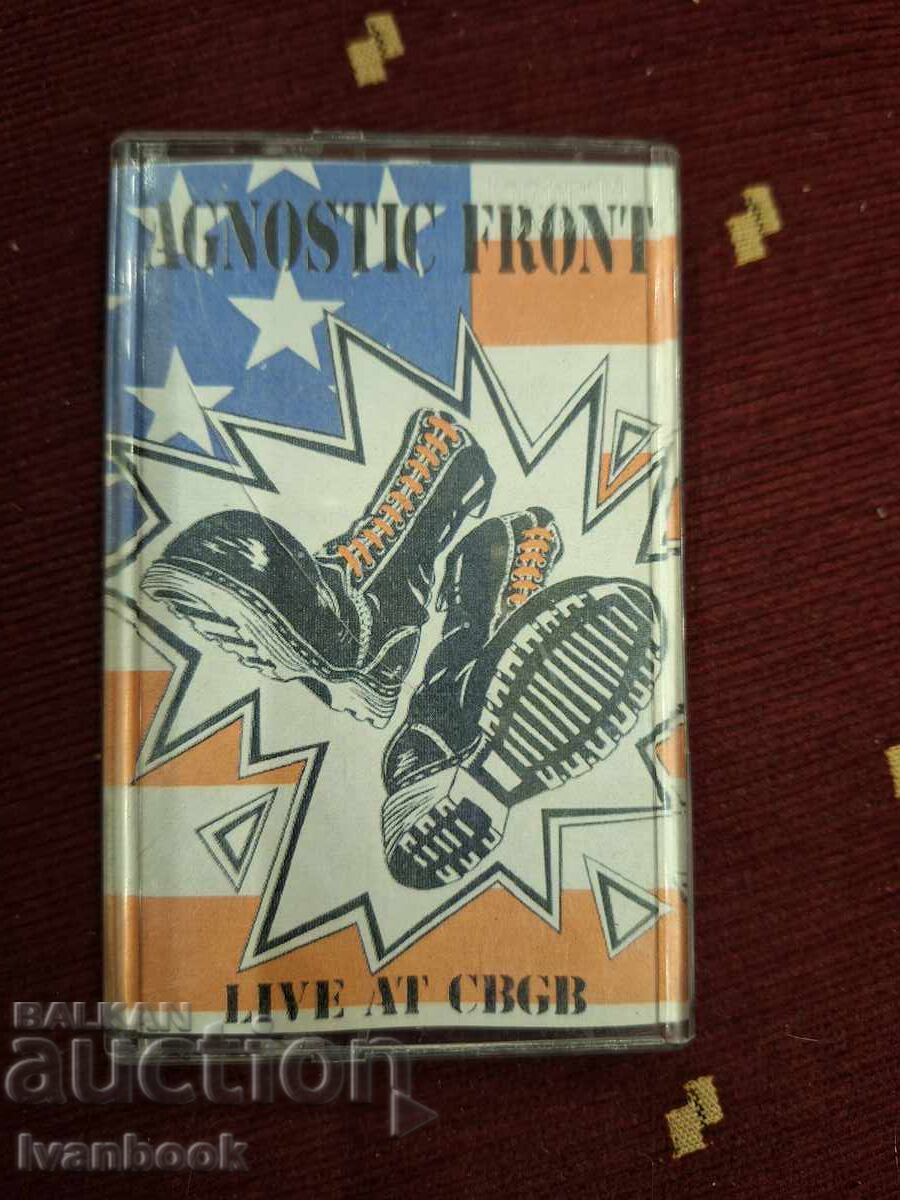 AGNOSTIC FRONT
LIVE AT CBGB
BALKAN
auction
Ivanbook